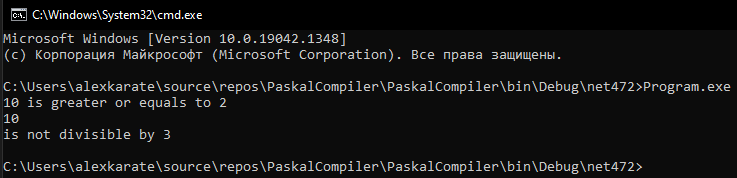 C:\Windows\System32\cmd.exe
Microsoft Windows [Version 10.0.19042.1348]
(c) Корпорация Майкрософт (Microsoft Corporation). Все права защищены.
C:\Users\alexkarate\source\repos\PaskalCompiler\PaskalCompiler\bin\Debug\net472>Program.exe
10 is greater or equals to 2
10
is not divisible by 3
C:\Users\alexkarate\source\repos\PaskalCompiler\PaskalCompiler\bin\Debug\net472>